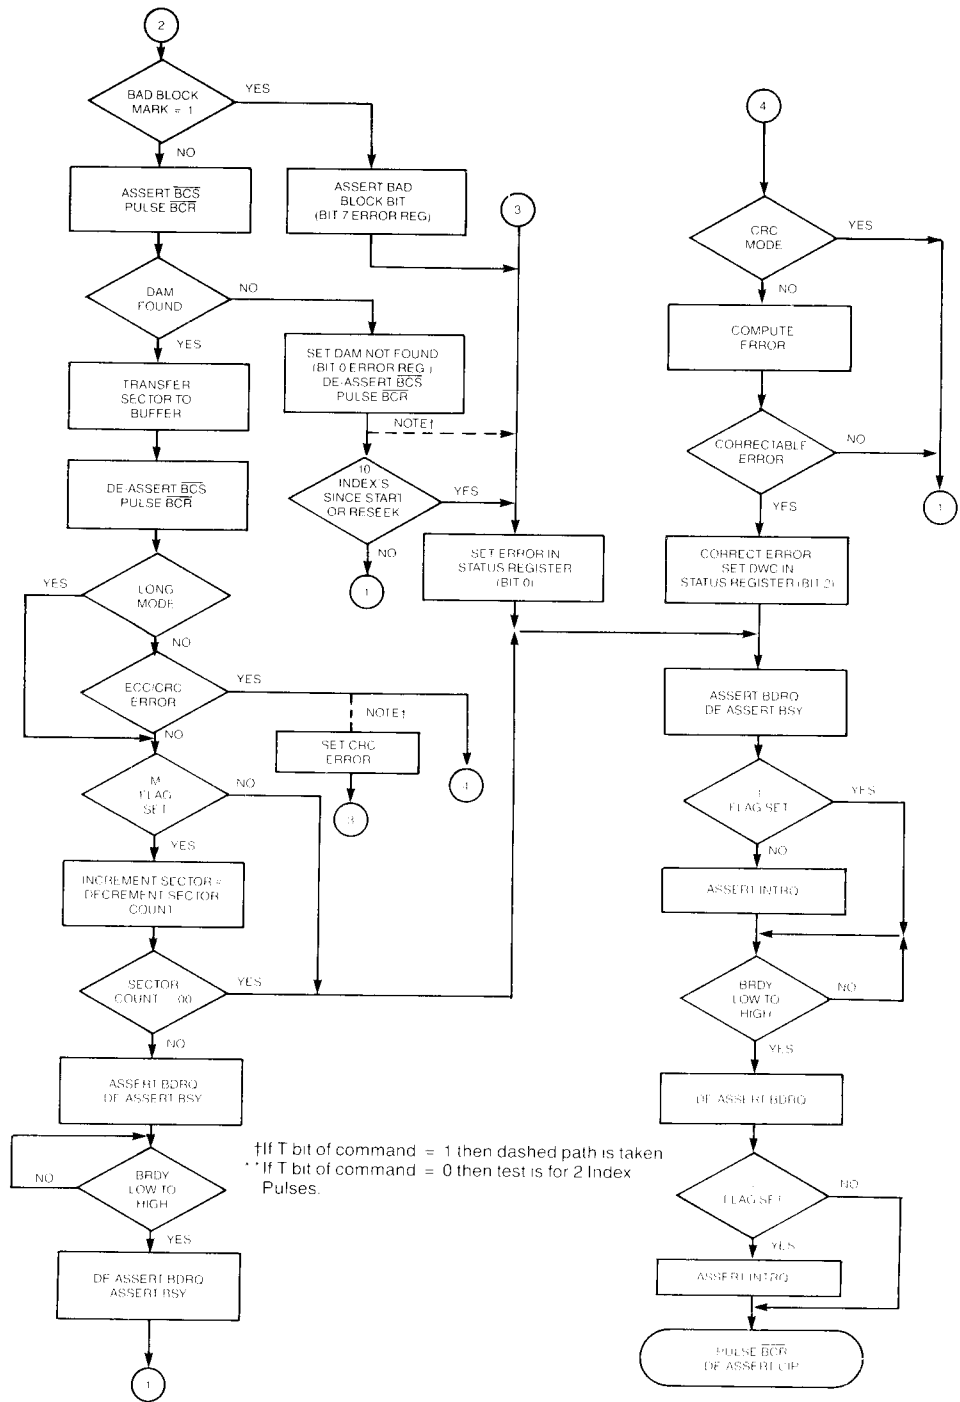 2
BAD BLOCK
MARK = 1
YES
NO
ASSERT BCS
PULSE BCR
ASSERT BAD
BLOCK BIT
(BIT 7 ERROR REG)
DAM
FOUND
NO
YES
SET DAM NOT FOUND
(BIT 0 ERROR REG.)
DE-ASSERT BCS
PULSE BCR
TRANSFER
SECTOR TO
BUFFER
NOTE†
DE-ASSERT BCS
PULSE BCR
10
INDEX'S
SINCE START
OR RESEEK
YES
NO
1
3
SET ERROR IN
STATUS REGISTER
(BIT 0)
YES
LONG
MODE
NO
ECC/CRC
ERROR
YES
NO
NOTE†
SET CRC
ERROR
3
4
M
FLAG
SET
NO
YES
INCREMENT SECTOR
DECREMENT SECTOR
COUNT
SECTOR
COUNT 00
YES
NO
ASSERT BDRQ
DE ASSERT BSY
BRDY
LOW TO
HIGH
NO
YES
DE ASSERT BDRQ
ASSERT BSY
1
†If T bit of command = 1 then dashed path is taken
**If T bit of command = 0 then test is for 2 Index
Pulses.
4
CRC
MODE
YES
NO
COMPUTE
ERROR
CORRECTABLE
ERROR
NO
YES
1
CORRECT ERROR
SET DWC IN
STATUS REGISTER (BIT 2)
ASSERT BDRQ
DE ASSERT BSY
FLAG SET
YES
NO
ASSERT INTRQ
BRDY
LOW TO
HIGH
NO
YES
DE ASSERT BDRQ
FLAG SET
NO
YES
ASSERT INTRQ
PULSE BCR
DE ASSERT CIP